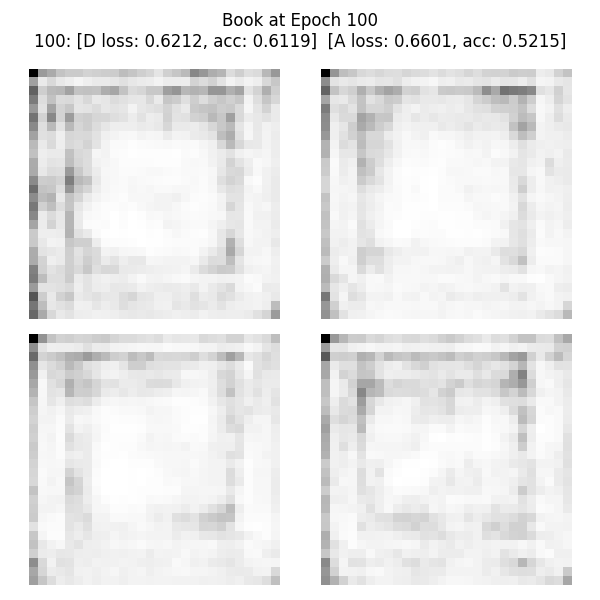 Book at Epoch 100
100: [D loss: 0.6212, acc: 0.6119]  [A loss: 0.6601, acc: 0.5215]